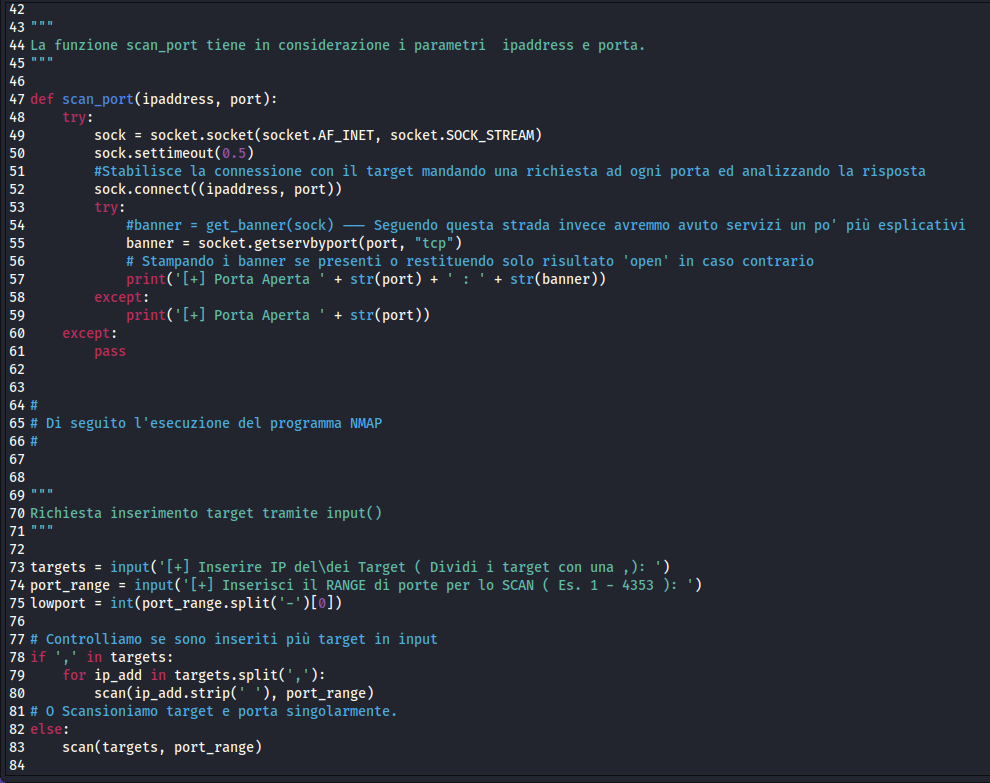 42
43 """
44 La funzione scan_port tiene in considerazione i parametri  ipaddress e porta.
45 """
46
47 def scan_port(ipaddress, port):
48     try:
49         sock = socket.socket(socket.AF_INET, socket.SOCK_STREAM)
50         sock.settimeout(0.5)
51         #Stabilisce la connessione con il target mandando una richiesta ad ogni porta ed analizzando la risposta
52         sock.connect((ipaddress, port))
53         try:
54             #banner = get_banner(sock) —— Seguendo questa strada invece avremmo avuto servizi un po' più esplicativi
55             banner = socket.getservbyport(port, "tcp")
56             # Stampando i banner se presenti o restituendo solo risultato 'open' in caso contrario
57             print('[+] Porta Aperta ' + str(port) + ' : ' + str(banner))
58         except:
59             print('[+] Porta Aperta ' + str(port))
60     except:
61         pass
62
63
64 #
65 # Di seguito l'esecuzione del programma NMAP
66 #
67
68
69 """
70 Richiesta inserimento target tramite input()
71 """
72
73 targets = input('[+] Inserire IP del\dei Target ( Dividi i target con una ,): ')
74 port_range = input('[+] Inserisci il RANGE di porte per lo SCAN ( Es. 1 - 4353 ): ')
75 lowport = int(port_range.split('-')[0])
76
77 # Controlliamo se sono inseriti più target in input
78 if ',' in targets:
79     for ip_add in targets.split(','):
80         scan(ip_add.strip(' '), port_range)
81 # O Scansioniamo target e porta singolarmente.
82 else:
83     scan(targets, port_range)
84